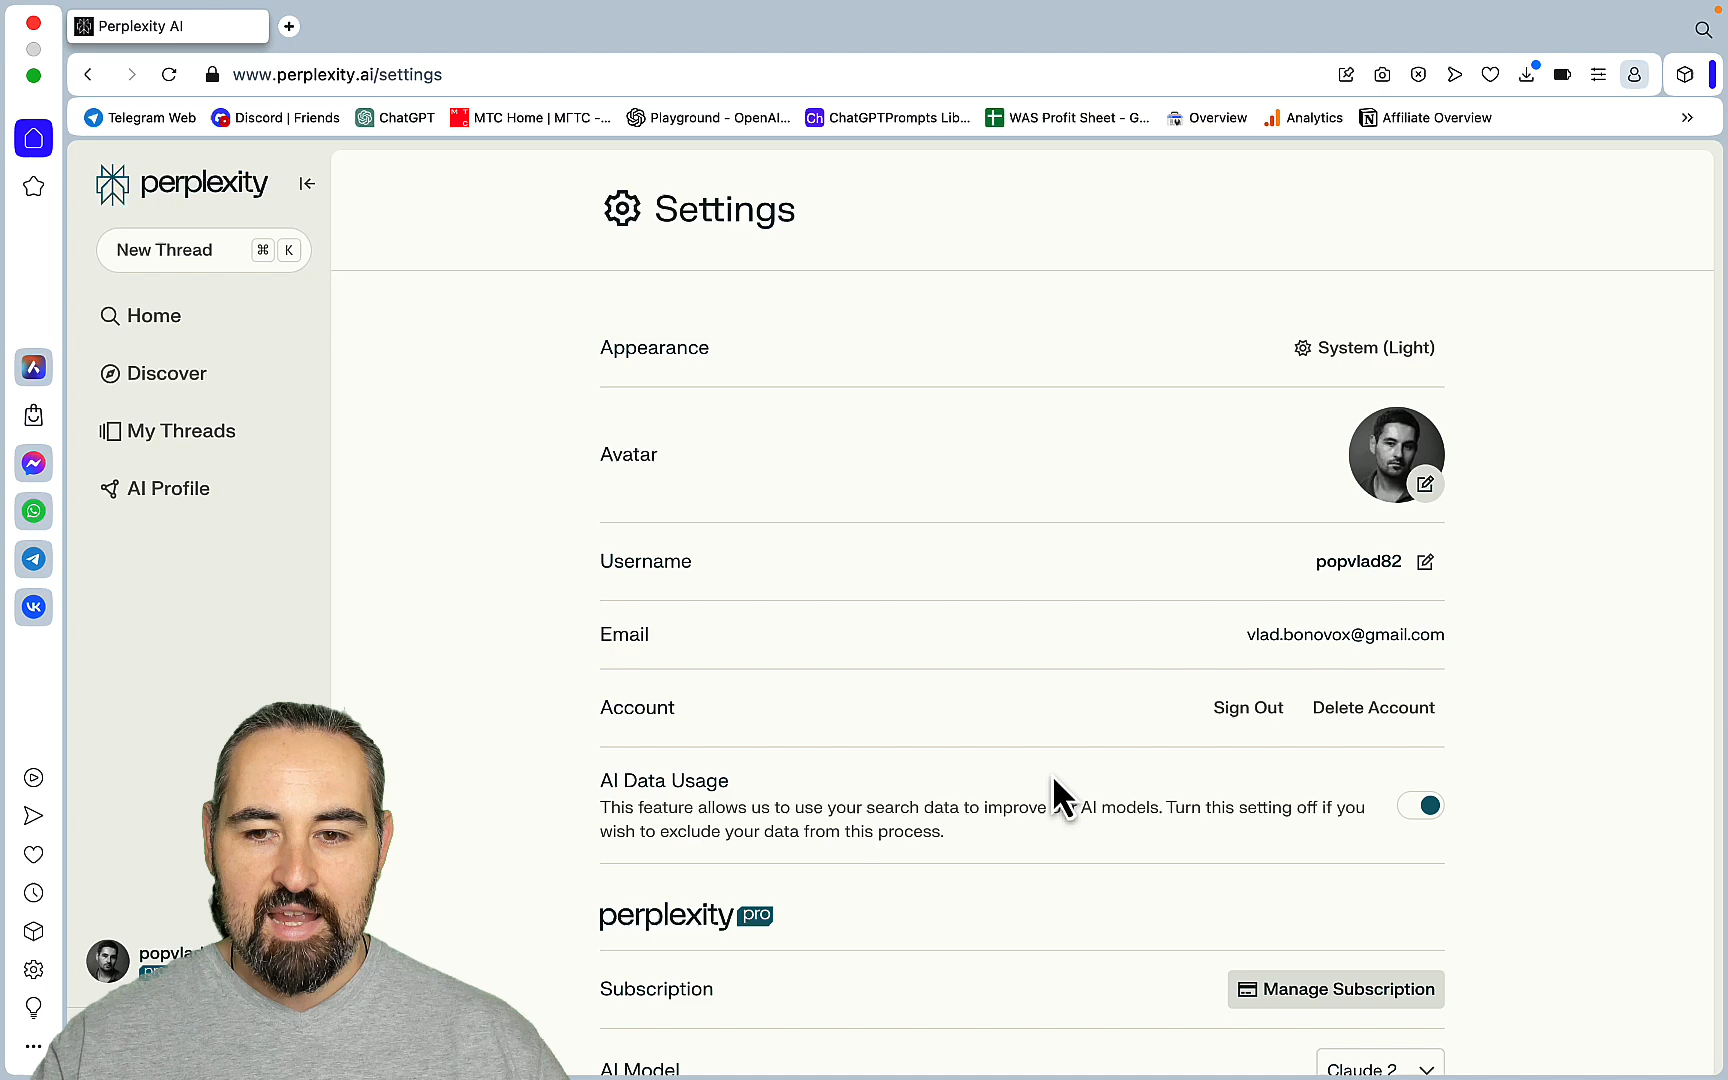 Perplexity AI
www.perplexity.ai/settings
Telegram Web
Discord | Friends
ChatGPT
МТС Home | МГТС -...
Playground - OpenAI...
ChatGPTPrompts Lib...
WAS Profit Sheet - G...
Overview
Analytics
Affiliate Overview
perplexity
New Thread ⌘ K
Home
Discover
My Threads
AI Profile
popvla
Settings
Appearance
System (Light)
Avatar
Username
popvlad82
Email
vlad.bonovox@gmail.com
Account
Sign Out
Delete Account
AI Data Usage
This feature allows us to use your search data to improve AI models. Turn this setting off if you
wish to exclude your data from this process.
perplexity pro
Subscription
Manage Subscription
AI Model
Claude 2